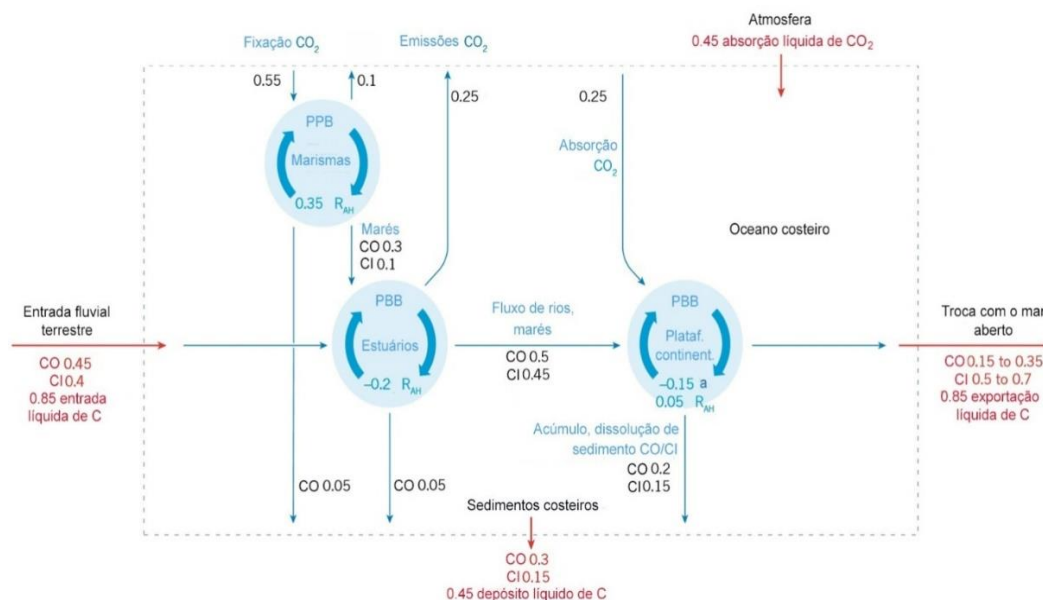 Fixação CO₂
Emissões CO₂
Atmosfera
0.45 absorção líquida de CO₂
0.55
0.1
0.25
0.25
PPB
Marismas
0.35 R_AH
Absorção
CO₂
Marés
CO 0.3
CI 0.1
Oceano costeiro
Entrada fluvial
terrestre
CO 0.45
CI 0.4
0.85 entrada
líquida de C
PBB
Estuários
–0.2 R_AH
Fluxo de rios,
marés
CO 0.5
CI 0.45
PBB
Plataf.
continent.
–0.15 a
0.05 R_AH
Troca com o mar
aberto
CO 0.15 to 0.35
CI 0.5 to 0.7
0.85 exportação
líquida de C
Acúmulo, dissolução de
sedimento CO/CI
CO 0.2
CI 0.15
CO 0.05
CO 0.05
Sedimentos costeiros
CO 0.3
CI 0.15
0.45 depósito líquido de C